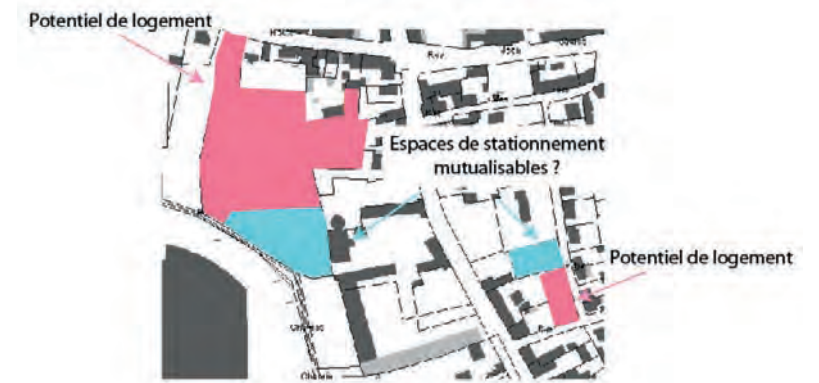 Potentiel de logement
Espaces de stationnement
mutualisables ?
Potentiel de logement